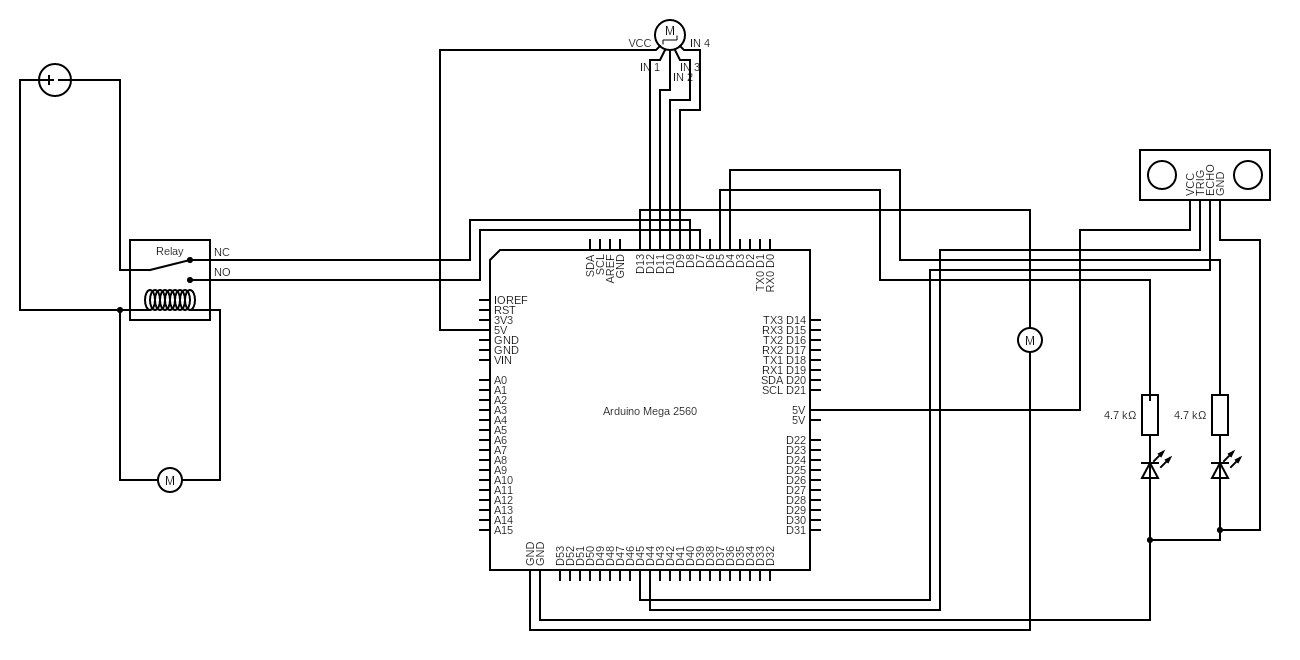 M
VCC
IN 4
IN 1
IN 3
IN 2
VCC
TRIG
ECHO
GND
Relay
NC
NO
SDA
SCL
AREF
GND
D13
D12
D11
D10
D9
D8
D7
D6
D5
D4
D3
D2
TX0 D1
RX0 D0
IOREF
RST
3V3
5V
GND
GND
VIN
A0
A1
A2
A3
A4
A5
A6
A7
A8
A9
A10
A11
A12
A13
A14
A15
Arduino Mega 2560
TX3 D14
RX3 D15
TX2 D16
RX2 D17
TX1 D18
RX1 D19
SDA D20
SCL D21
5V
5V
D22
D23
D24
D25
D26
D27
D28
D29
D30
D31
GND
GND
D53
D52
D51
D50
D49
D48
D47
D46
D45
D44
D43
D42
D41
D40
D39
D38
D37
D36
D35
D34
D33
D32
M
4.7 kΩ
4.7 kΩ
M